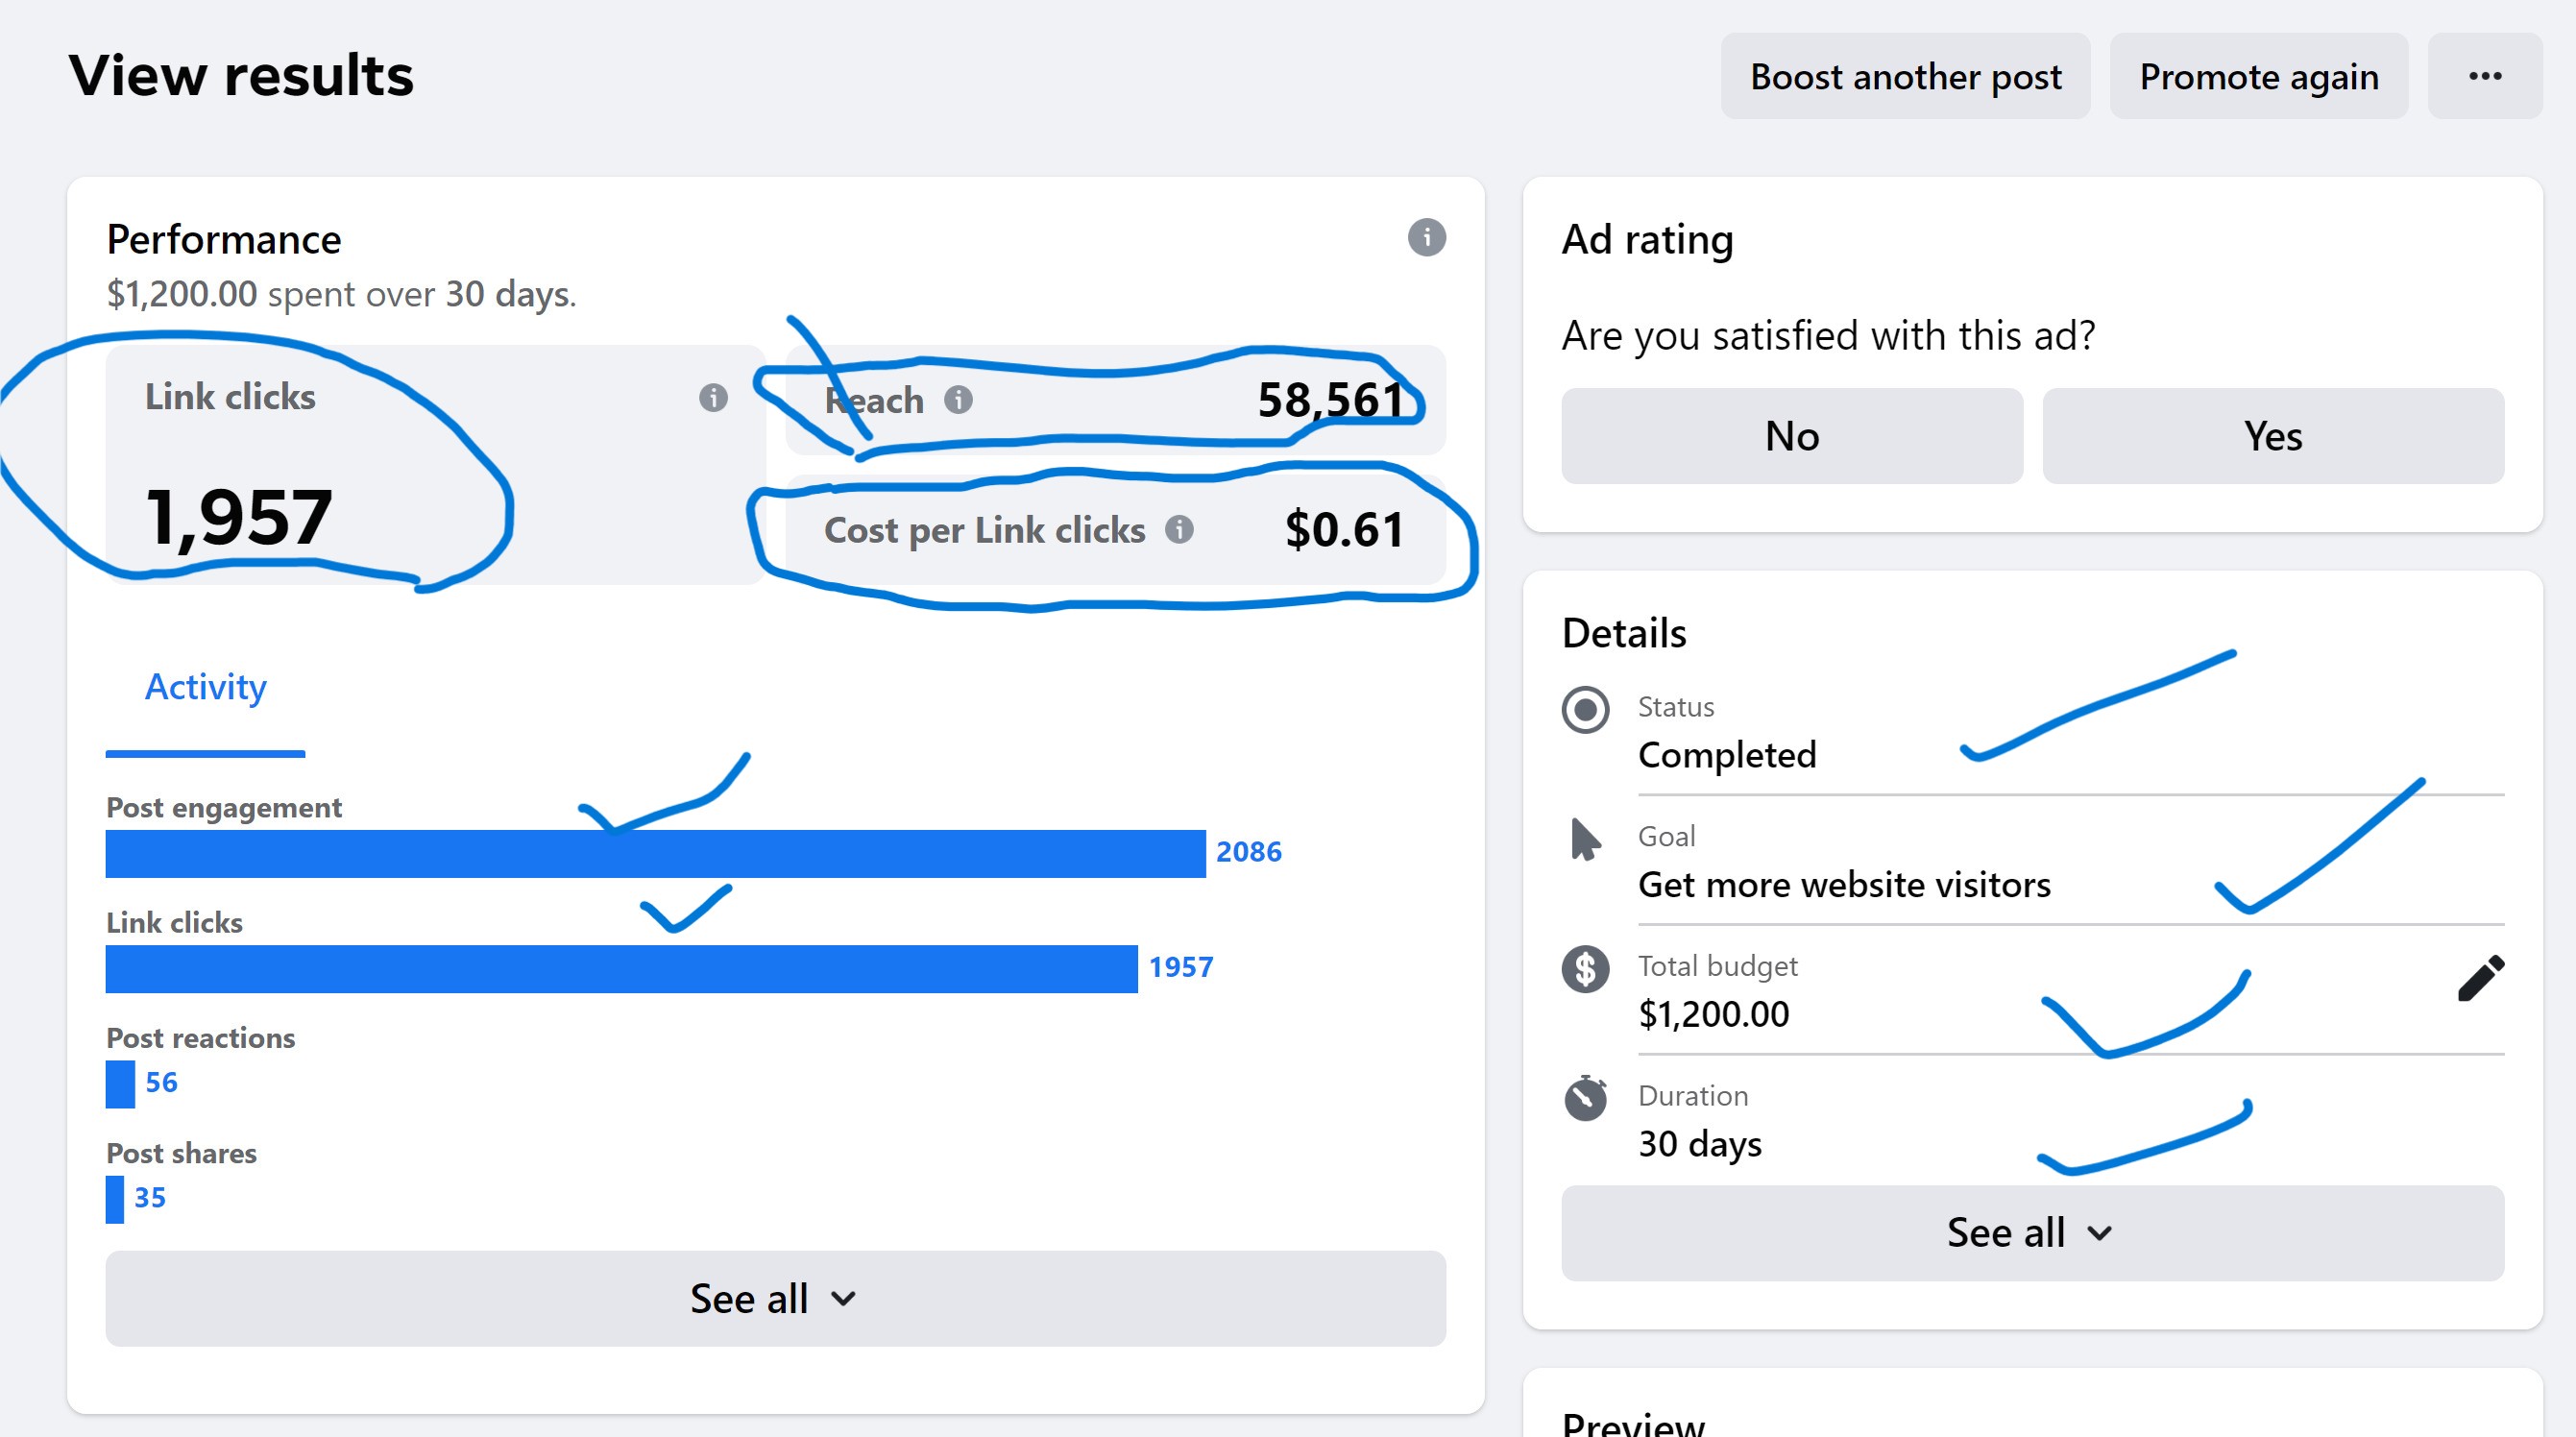 View results
Boost another post
Promote again
Performance
$1,200.00 spent over 30 days.
Link clicks
1,957
Reach 58,561
Cost per Link clicks $0.61
Activity
Post engagement
2086
Link clicks
1957
Post reactions
56
Post shares
35
See all
Ad rating
Are you satisfied with this ad?
No
Yes
Details
Status
Completed
Goal
Get more website visitors
Total budget
$1,200.00
Duration
30 days
See all
Preview